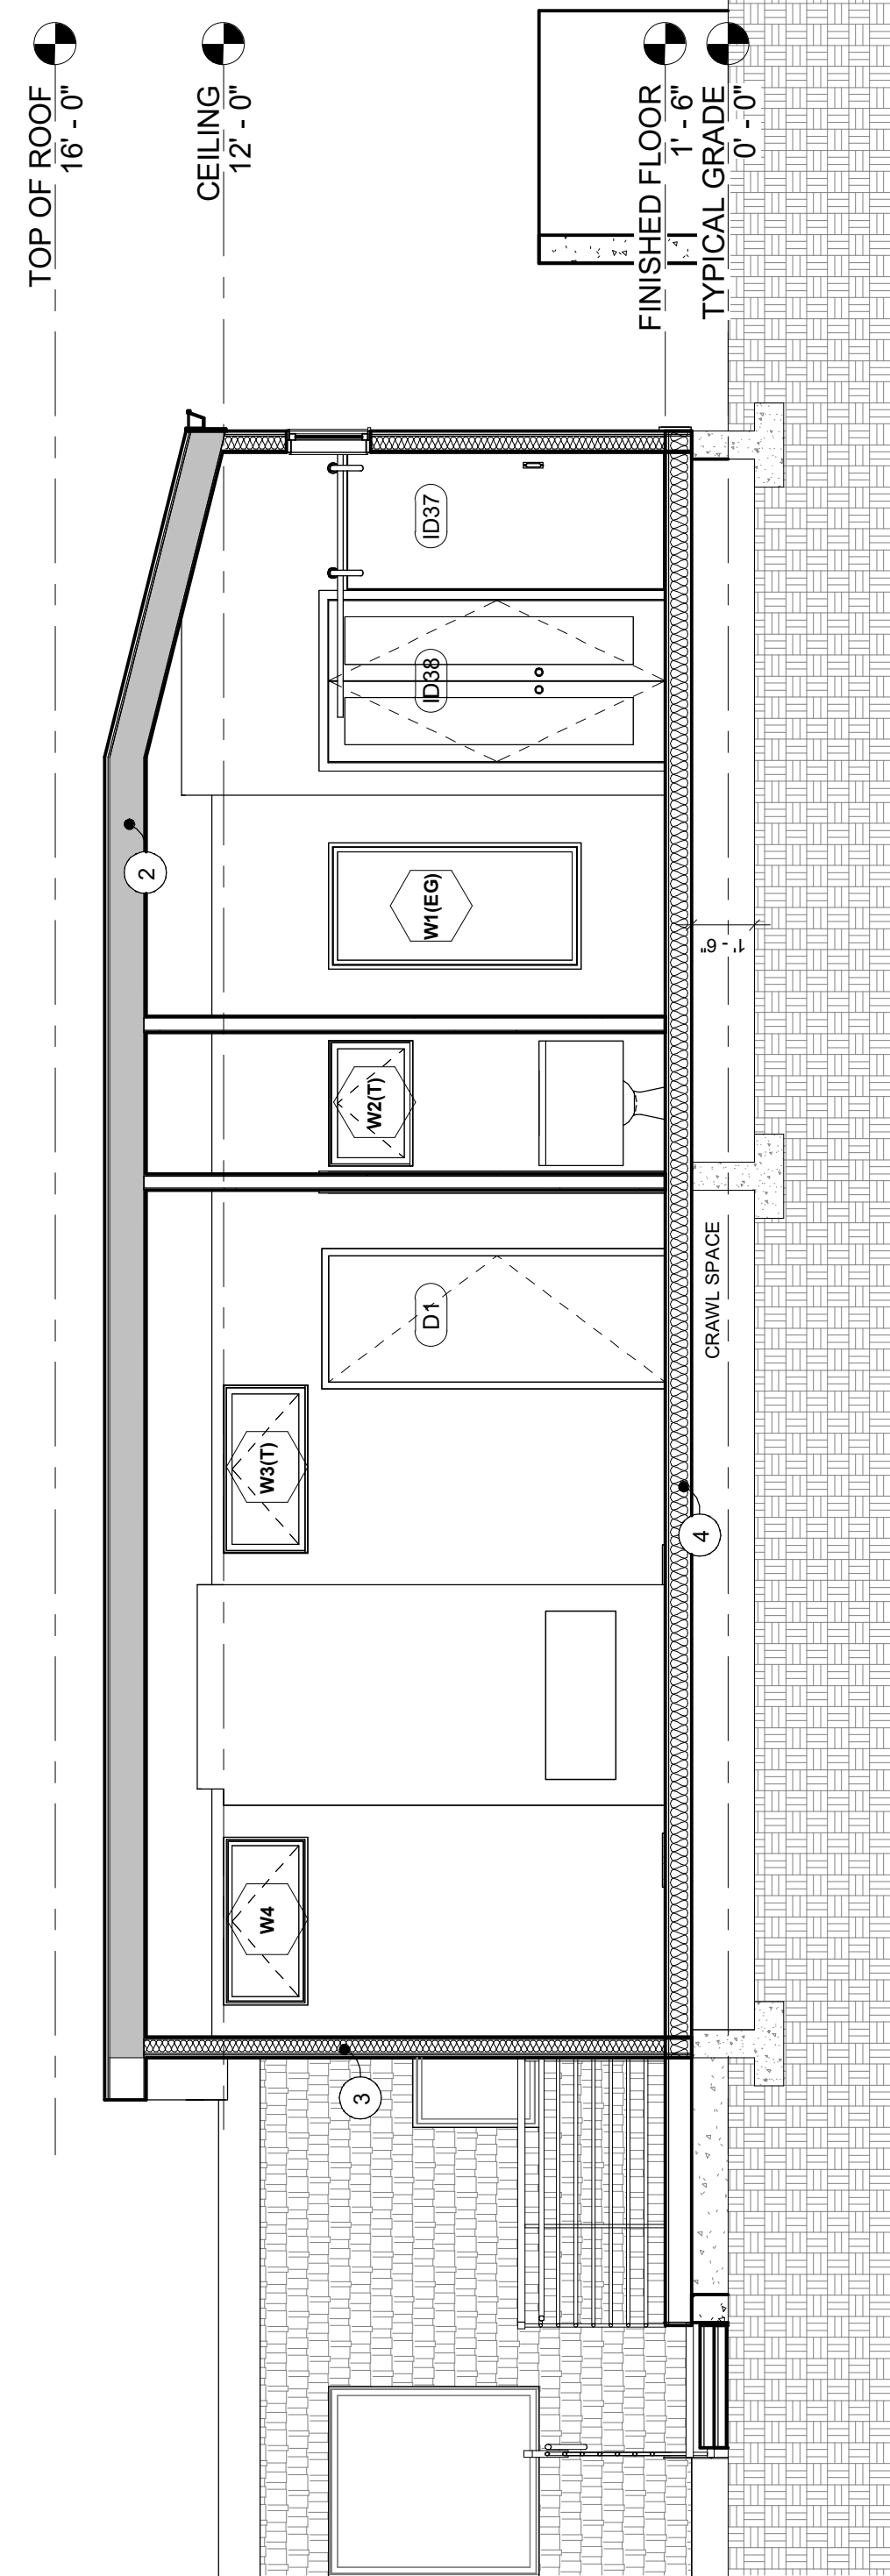 TOP OF ROOF
16' - 0"
CEILING
12' - 0"
FINISHED FLOOR
1' - 6"
TYPICAL GRADE
0' - 0"
ID37
ID38
2
W1(EG)
1' - 6"
W2(T)
D1
CRAWL SPACE
W3(T)
4
W4
3